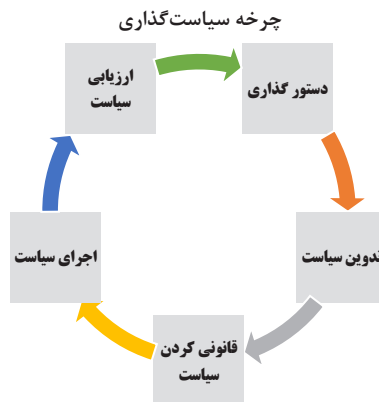 چرخه سیاست‌گذاری
دستور گذاری
تدوین سیاست
قانونی کردن
سیاست
اجرای سیاست
ارزیابی
سیاست